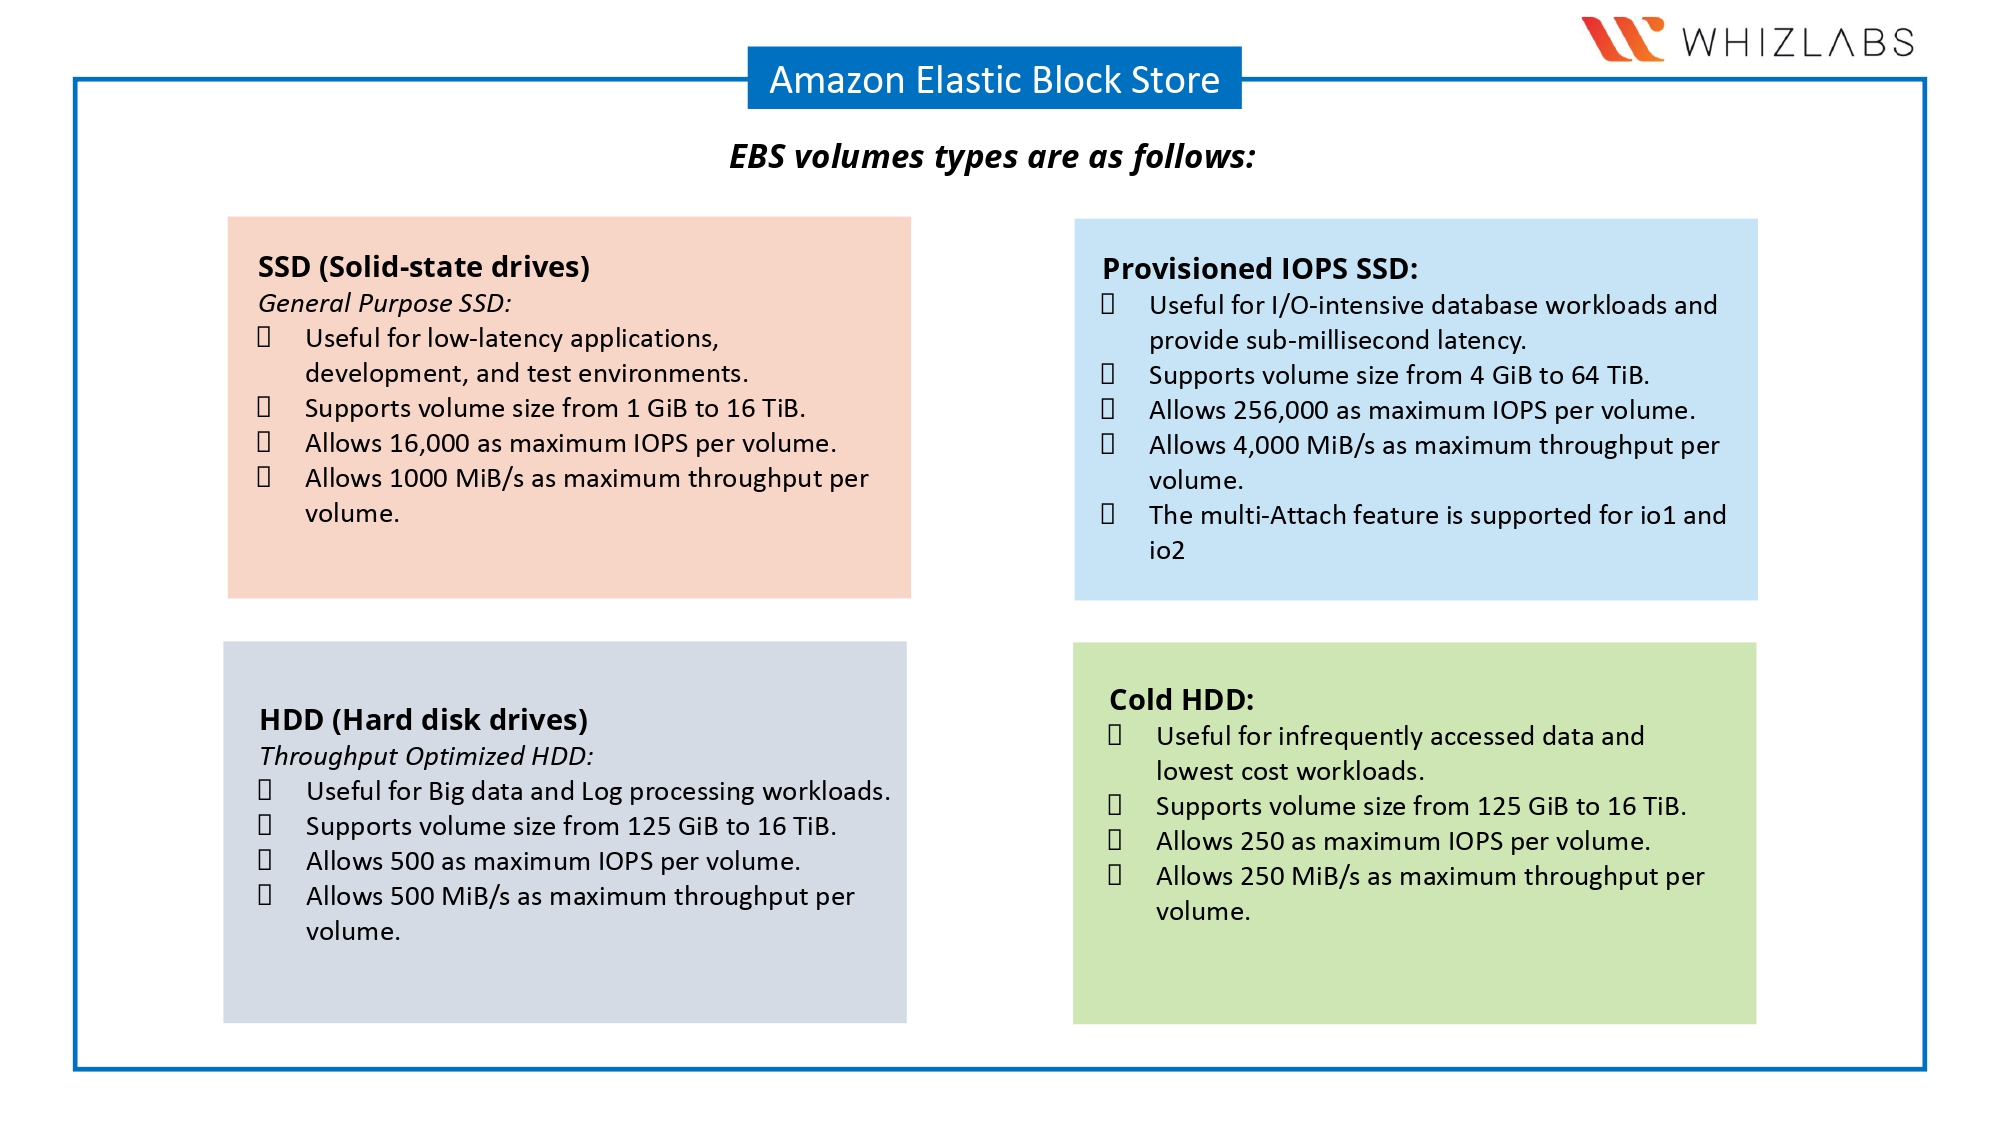 WHIZLABS
Amazon Elastic Block Store
EBS volumes types are as follows:
SSD (Solid-state drives)
General Purpose SSD:
Useful for low-latency applications,
development, and test environments.
Supports volume size from 1 GiB to 16 TiB.
Allows 16,000 as maximum IOPS per volume.
Allows 1000 MiB/s as maximum throughput per
volume.
Provisioned IOPS SSD:
Useful for I/O-intensive database workloads and
provide sub-millisecond latency.
Supports volume size from 4 GiB to 64 TiB.
Allows 256,000 as maximum IOPS per volume.
Allows 4,000 MiB/s as maximum throughput per
volume.
The multi-Attach feature is supported for io1 and
io2
HDD (Hard disk drives)
Throughput Optimized HDD:
Useful for Big data and Log processing workloads.
Supports volume size from 125 GiB to 16 TiB.
Allows 500 as maximum IOPS per volume.
Allows 500 MiB/s as maximum throughput per
volume.
Cold HDD:
Useful for infrequently accessed data and
lowest cost workloads.
Supports volume size from 125 GiB to 16 TiB.
Allows 250 as maximum IOPS per volume.
Allows 250 MiB/s as maximum throughput per
volume.